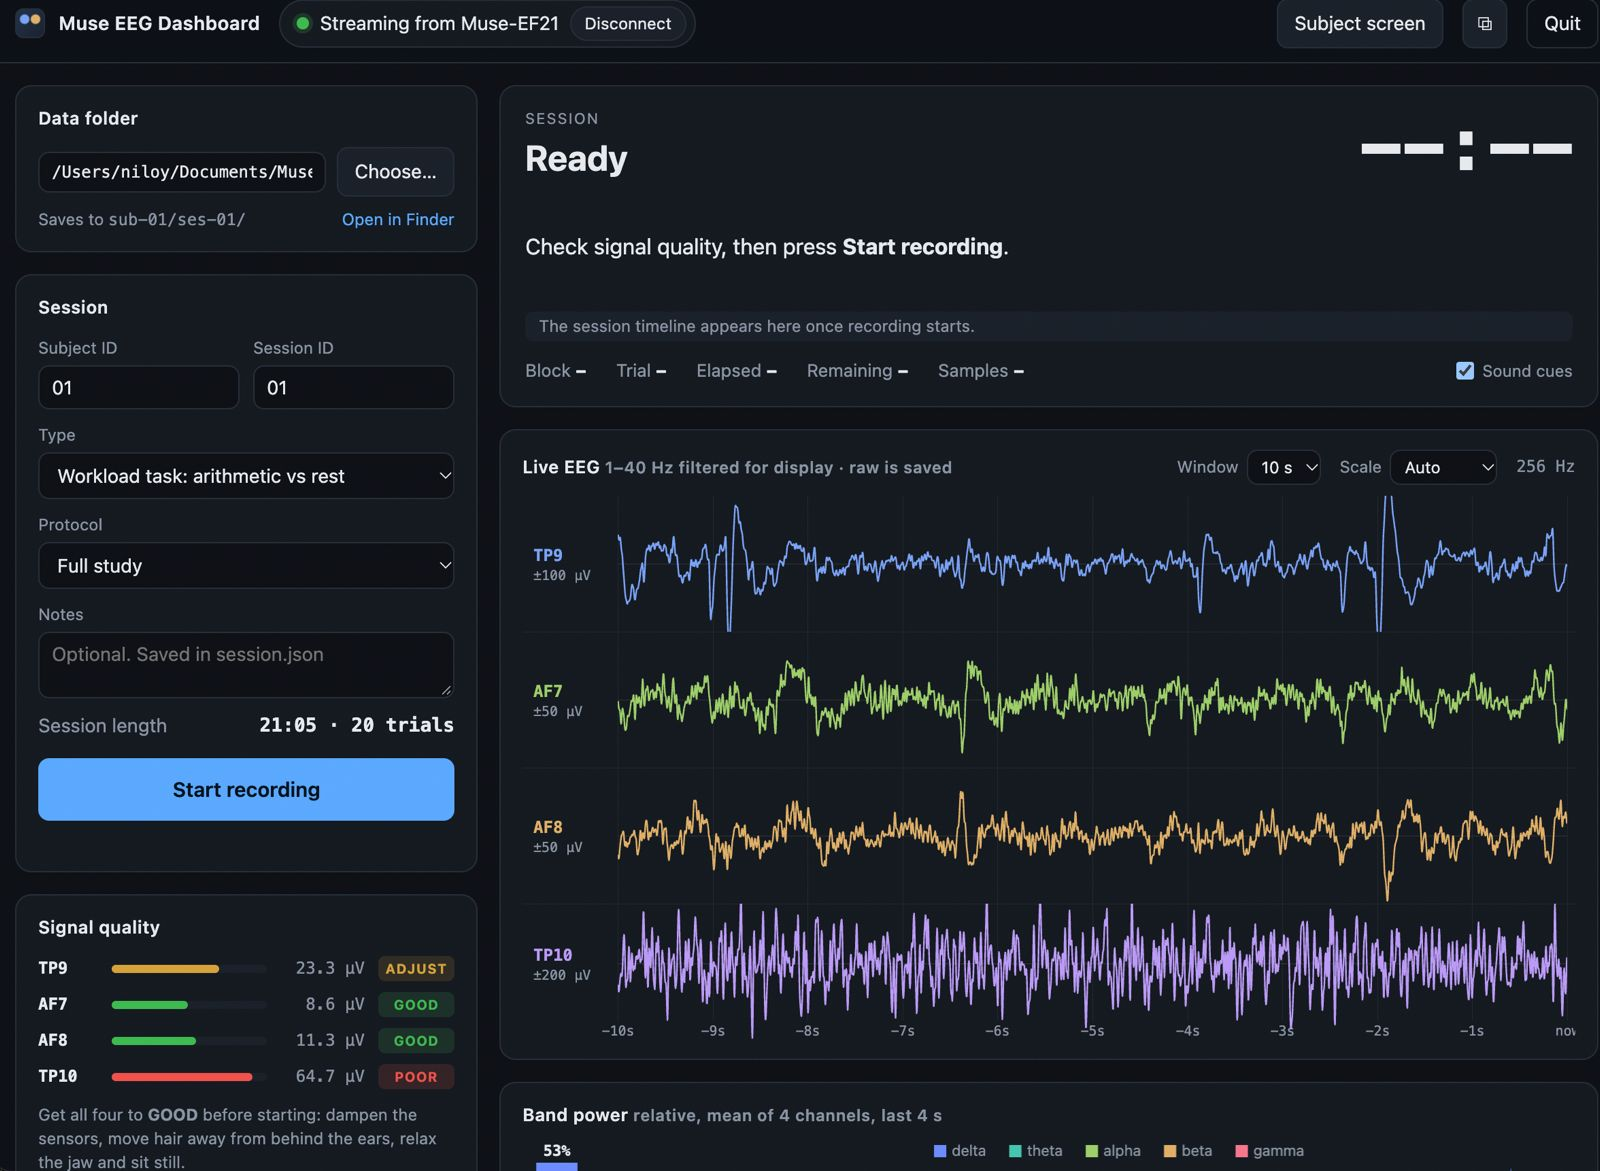 Muse EEG Dashboard
Streaming from Muse-EF21
Disconnect
Subject screen
Quit
Data folder
/Users/niloy/Documents/Muse
Choose...
Saves to sub-01/ses-01/
Open in Finder
Session
Subject ID
Session ID
01
01
Type
Workload task: arithmetic vs rest
Protocol
Full study
Notes
Optional. Saved in session.json
Session length
21:05 · 20 trials
Start recording
Signal quality
TP9 23.3 µV ADJUST
AF7 8.6 µV GOOD
AF8 11.3 µV GOOD
TP10 64.7 µV POOR
Get all four to GOOD before starting: dampen the
sensors, move hair away from behind the ears, relax
the jaw and sit still.
SESSION
Ready
--:--
Check signal quality, then press Start recording.
The session timeline appears here once recording starts.
Block – Trial – Elapsed – Remaining – Samples –
Sound cues
Live EEG 1–40 Hz filtered for display · raw is saved
Window 10 s Scale Auto 256 Hz
TP9
±100 µV
AF7
±50 µV
AF8
±50 µV
TP10
±200 µV
−10s −9s −8s −7s −6s −5s −4s −3s −2s −1s now
Band power relative, mean of 4 channels, last 4 s
53%
delta theta alpha beta gamma